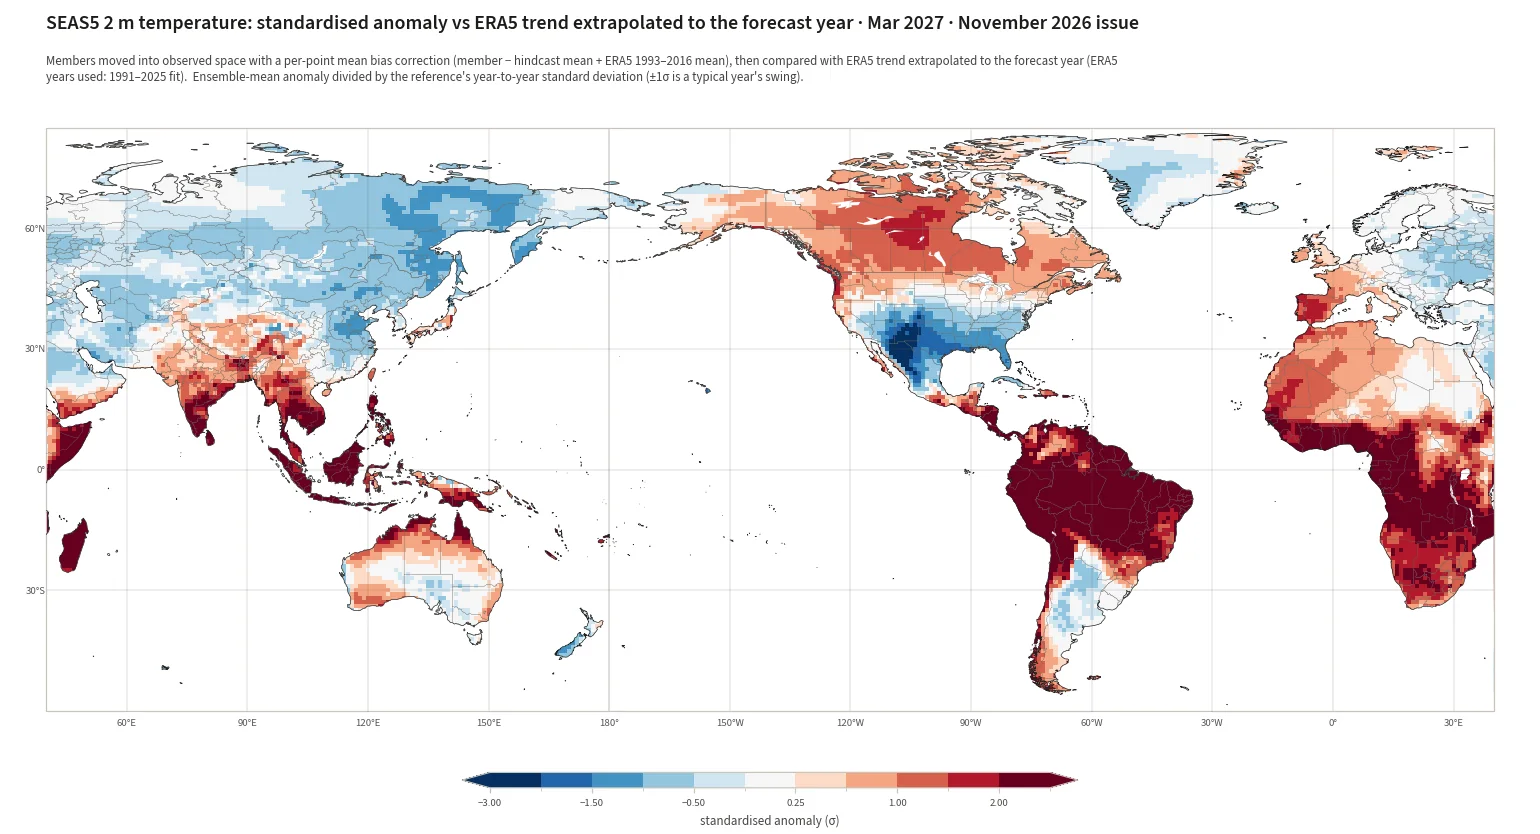 SEAS5 2 m temperature: standardised anomaly vs ERA5 trend extrapolated to the forecast year · Mar 2027 · November 2026 issue
Members moved into observed space with a per-point mean bias correction (member − hindcast mean + ERA5 1993–2016 mean), then compared with ERA5 trend extrapolated to the forecast year (ERA5
years used: 1991–2025 fit).  Ensemble-mean anomaly divided by the reference's year-to-year standard deviation (±1σ is a typical year's swing).
60°N
30°N
0°
30°S
60°E 90°E 120°E 150°E 180° 150°W 120°W 90°W 60°W 30°W 0° 30°E
−3.00 −1.50 −0.50 0.25 1.00 2.00
standardised anomaly (σ)